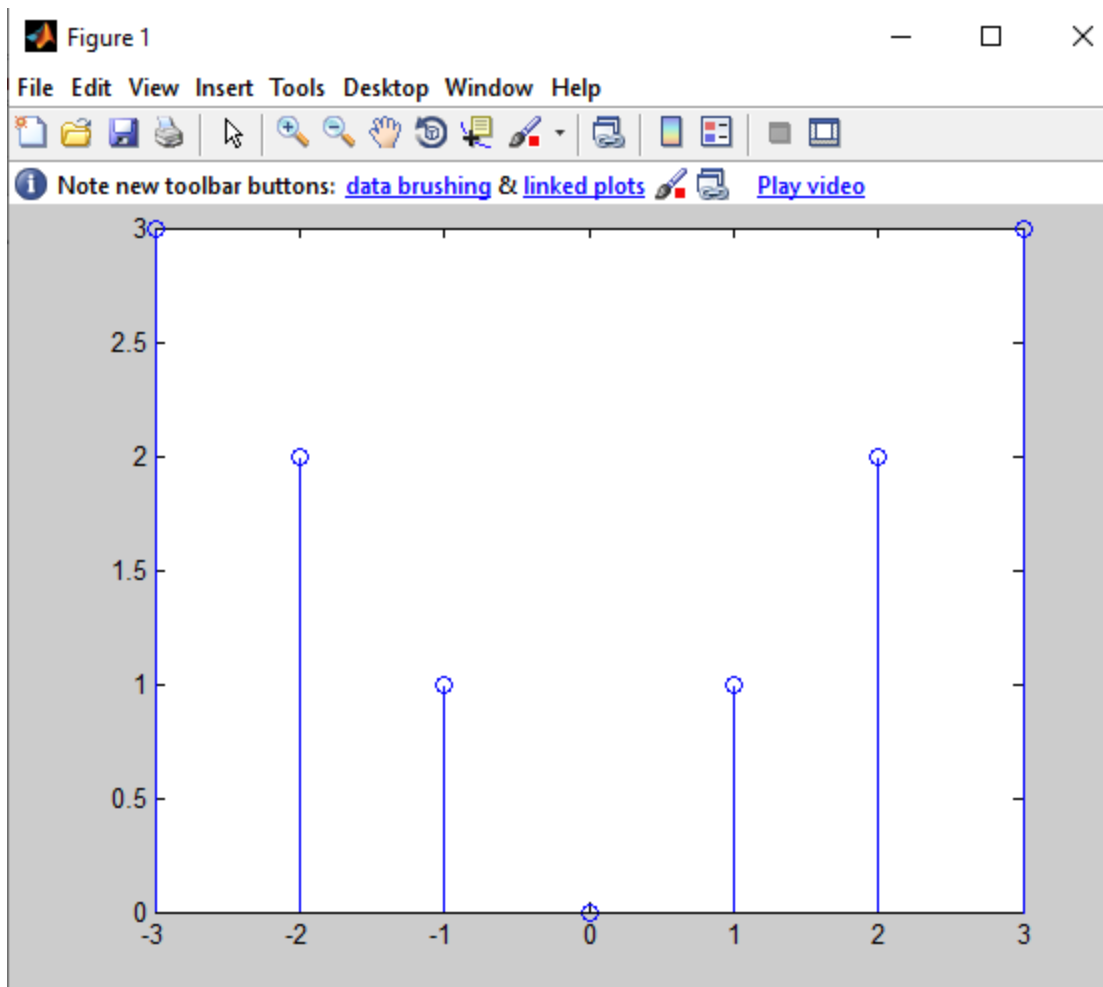 Figure 1
File Edit View Insert Tools Desktop Window Help
Note new toolbar buttons: data brushing & linked plots Play video
3
2.5
2
1.5
1
0.5
0
-3 -2 -1 0 1 2 3